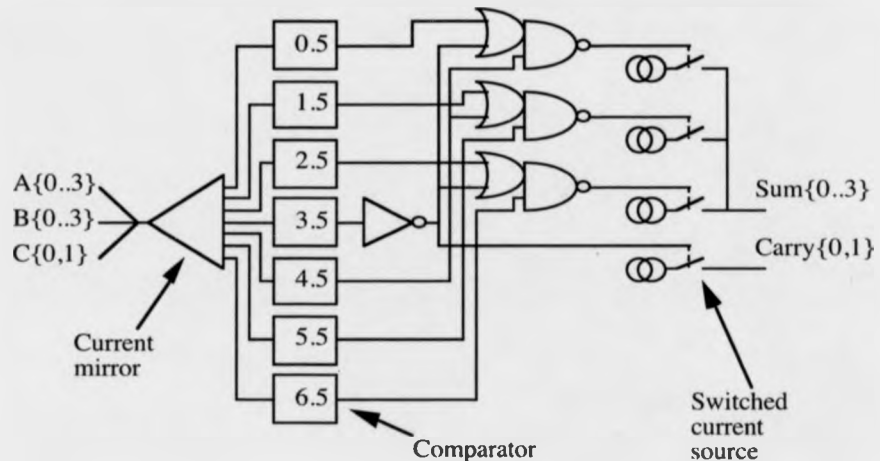 0.5
1.5
2.5
3.5
4.5
5.5
6.5
A{0..3}
B{0..3}
C{0,1}
Current
mirror
Comparator
Sum{0..3}
Carry{0,1}
Switched
current
source